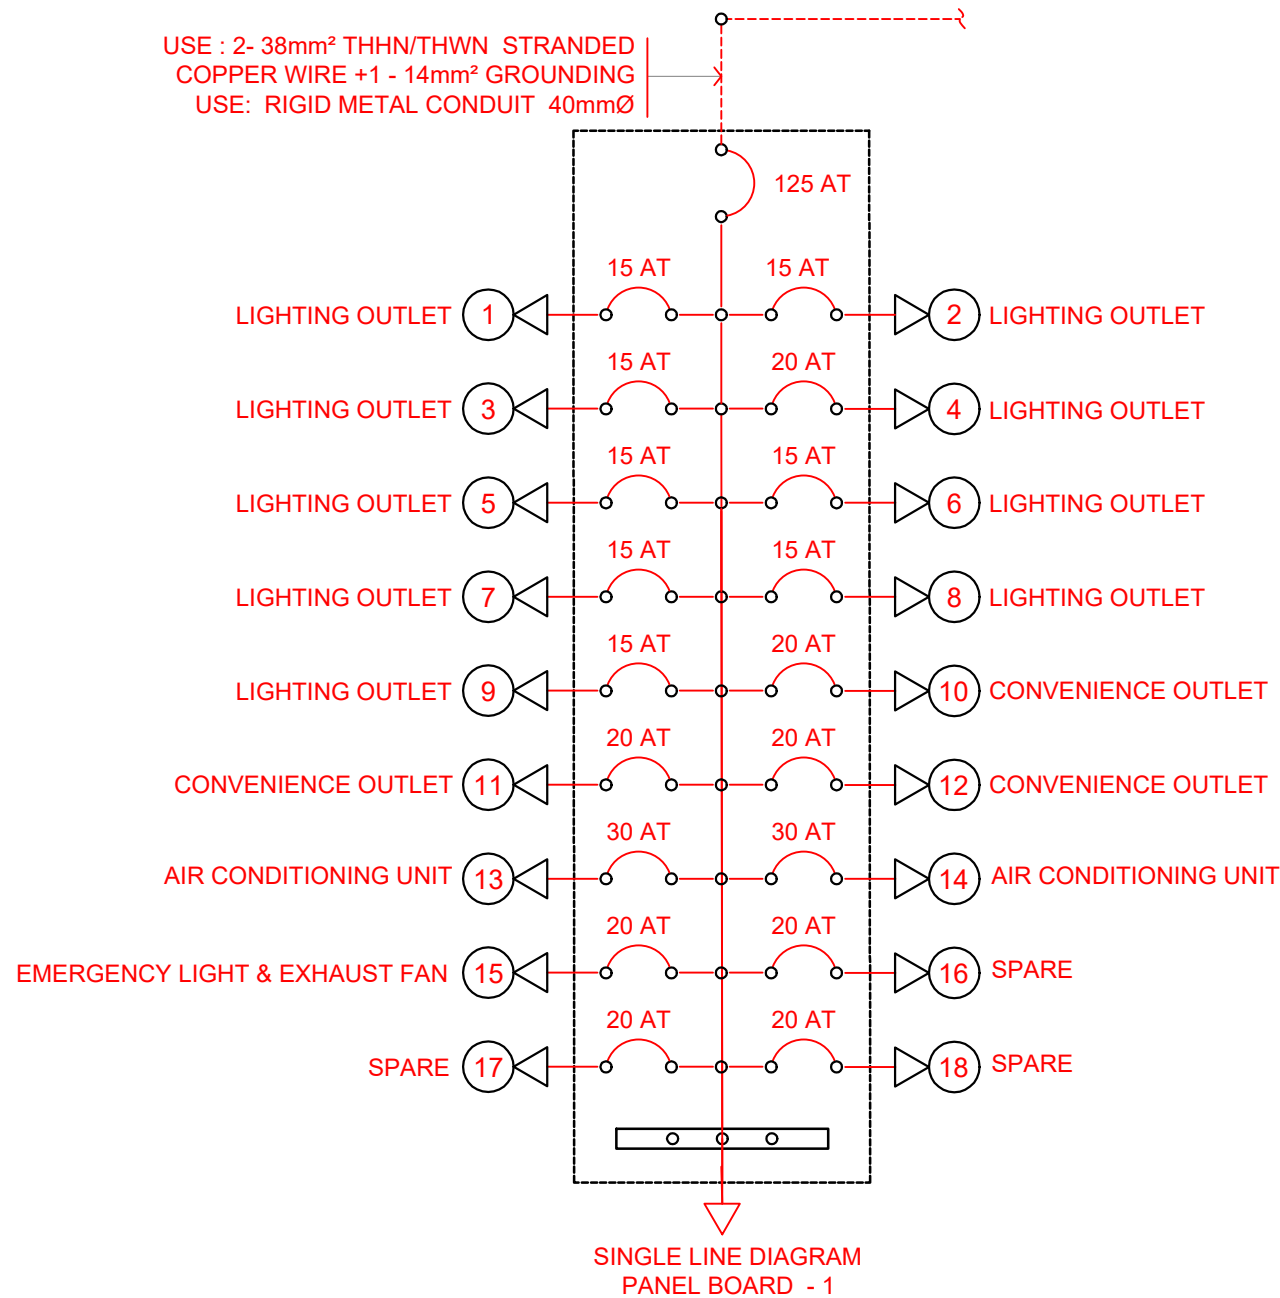 USE : 2- 38mm² THHN/THWN STRANDED
COPPER WIRE +1 - 14mm² GROUNDING
USE: RIGID METAL CONDUIT 40mmØ
125 AT
15 AT 15 AT
LIGHTING OUTLET 1 2 LIGHTING OUTLET
15 AT 20 AT
LIGHTING OUTLET 3 4 LIGHTING OUTLET
15 AT 15 AT
LIGHTING OUTLET 5 6 LIGHTING OUTLET
15 AT 15 AT
LIGHTING OUTLET 7 8 LIGHTING OUTLET
15 AT 20 AT
LIGHTING OUTLET 9 10 CONVENIENCE OUTLET
20 AT 20 AT
CONVENIENCE OUTLET 11 12 CONVENIENCE OUTLET
30 AT 30 AT
AIR CONDITIONING UNIT 13 14 AIR CONDITIONING UNIT
20 AT 20 AT
EMERGENCY LIGHT & EXHAUST FAN 15 16 SPARE
20 AT 20 AT
SPARE 17 18 SPARE
SINGLE LINE DIAGRAM
PANEL BOARD - 1